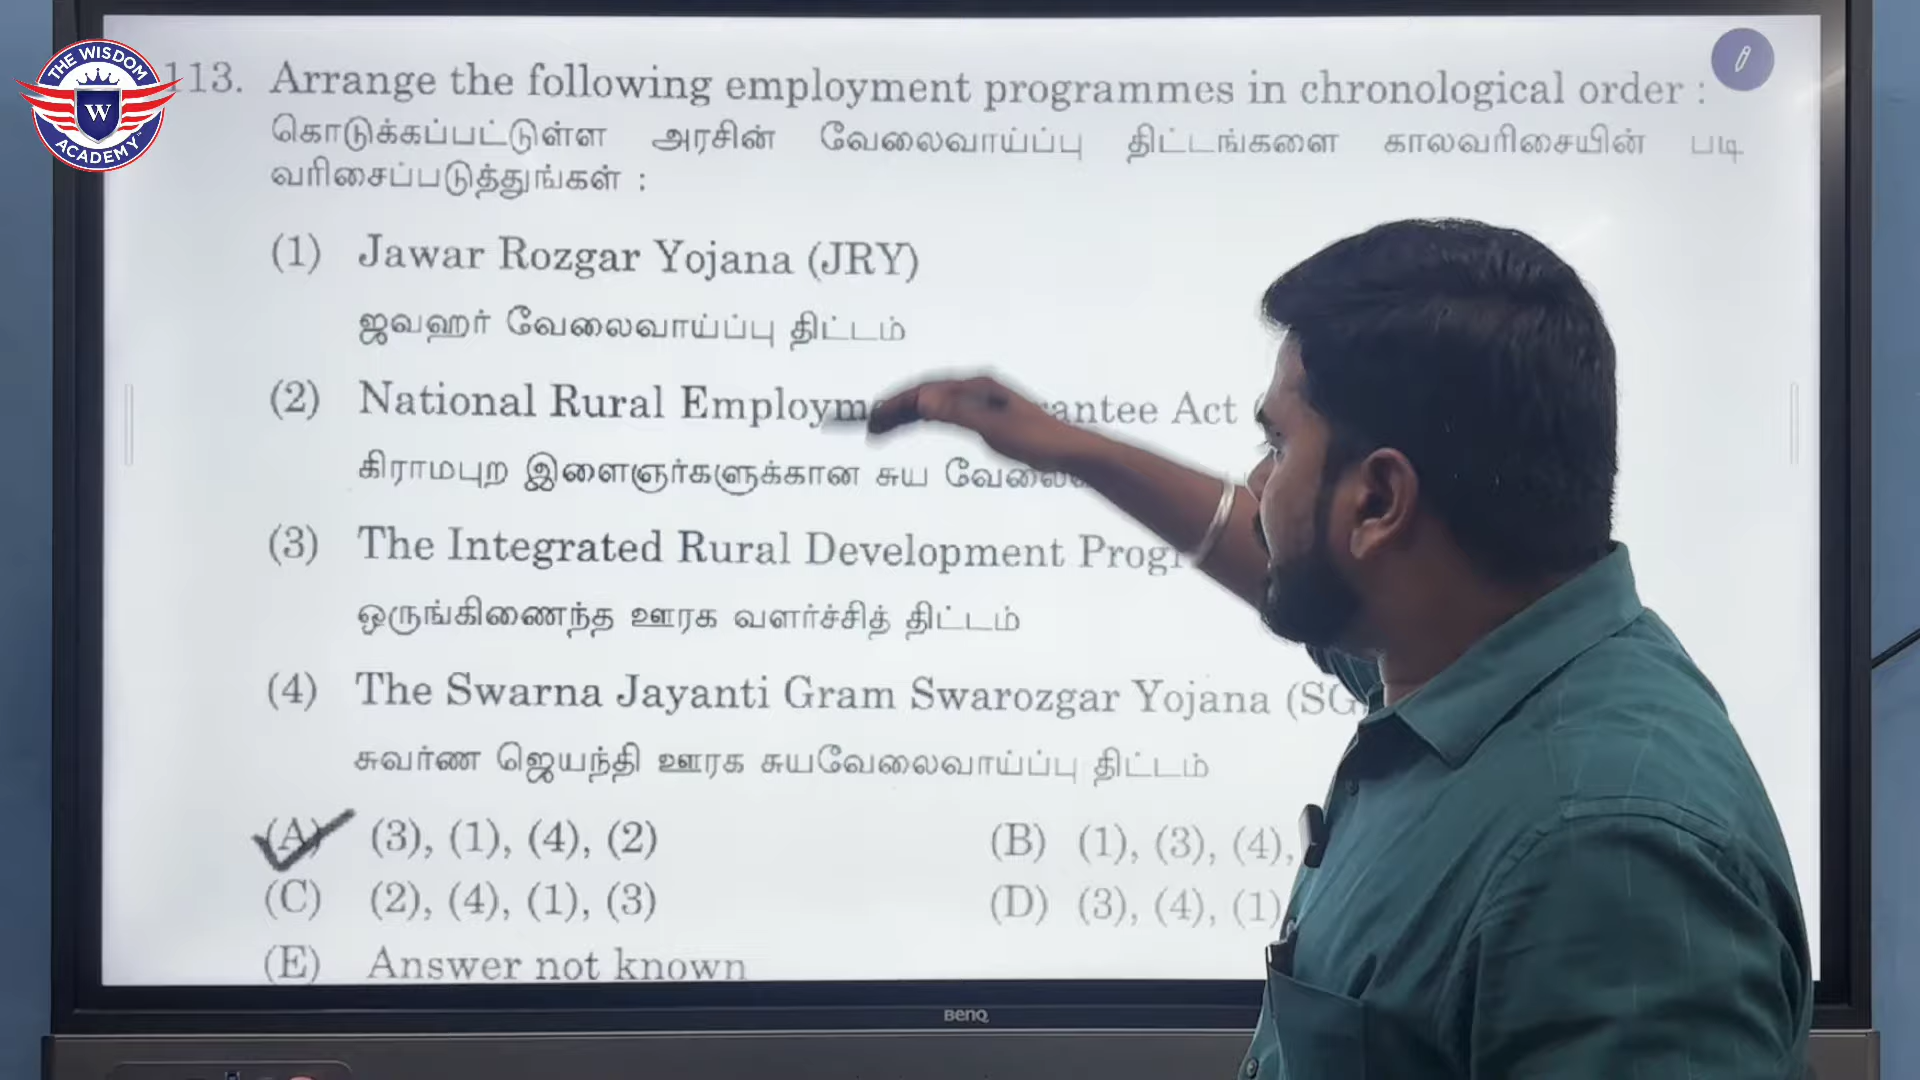 THE WISDOM
W
ACADEMY
113. Arrange the following employment programmes in chronological order :
கொடுக்கப்பட்டுள்ள அரசின் வேலைவாய்ப்பு திட்டங்களை காலவரிசையின் படி
வரிசைப்படுத்துங்கள் :
(1) Jawar Rozgar Yojana (JRY)
ஜவஹர் வேலைவாய்ப்பு திட்டம்
(2) National Rural Act
கிராமபுற இளைஞர்களுக்கான சுய
(3) The Integrated Rural Development
ஒருங்கிணைந்த ஊரக வளர்ச்சித் திட்டம்
(4) The Swarna Jayanti Gram Swarozgar Yojana
சுவர்ண ஜெயந்தி ஊரக சுயவேலைவாய்ப்பு திட்டம்
(A) (3), (1), (4), (2)
(B) (1), (3), (4),
(C) (2), (4), (1), (3)
(D) (3), (4), (1)
(E) Answer not known
BenQ